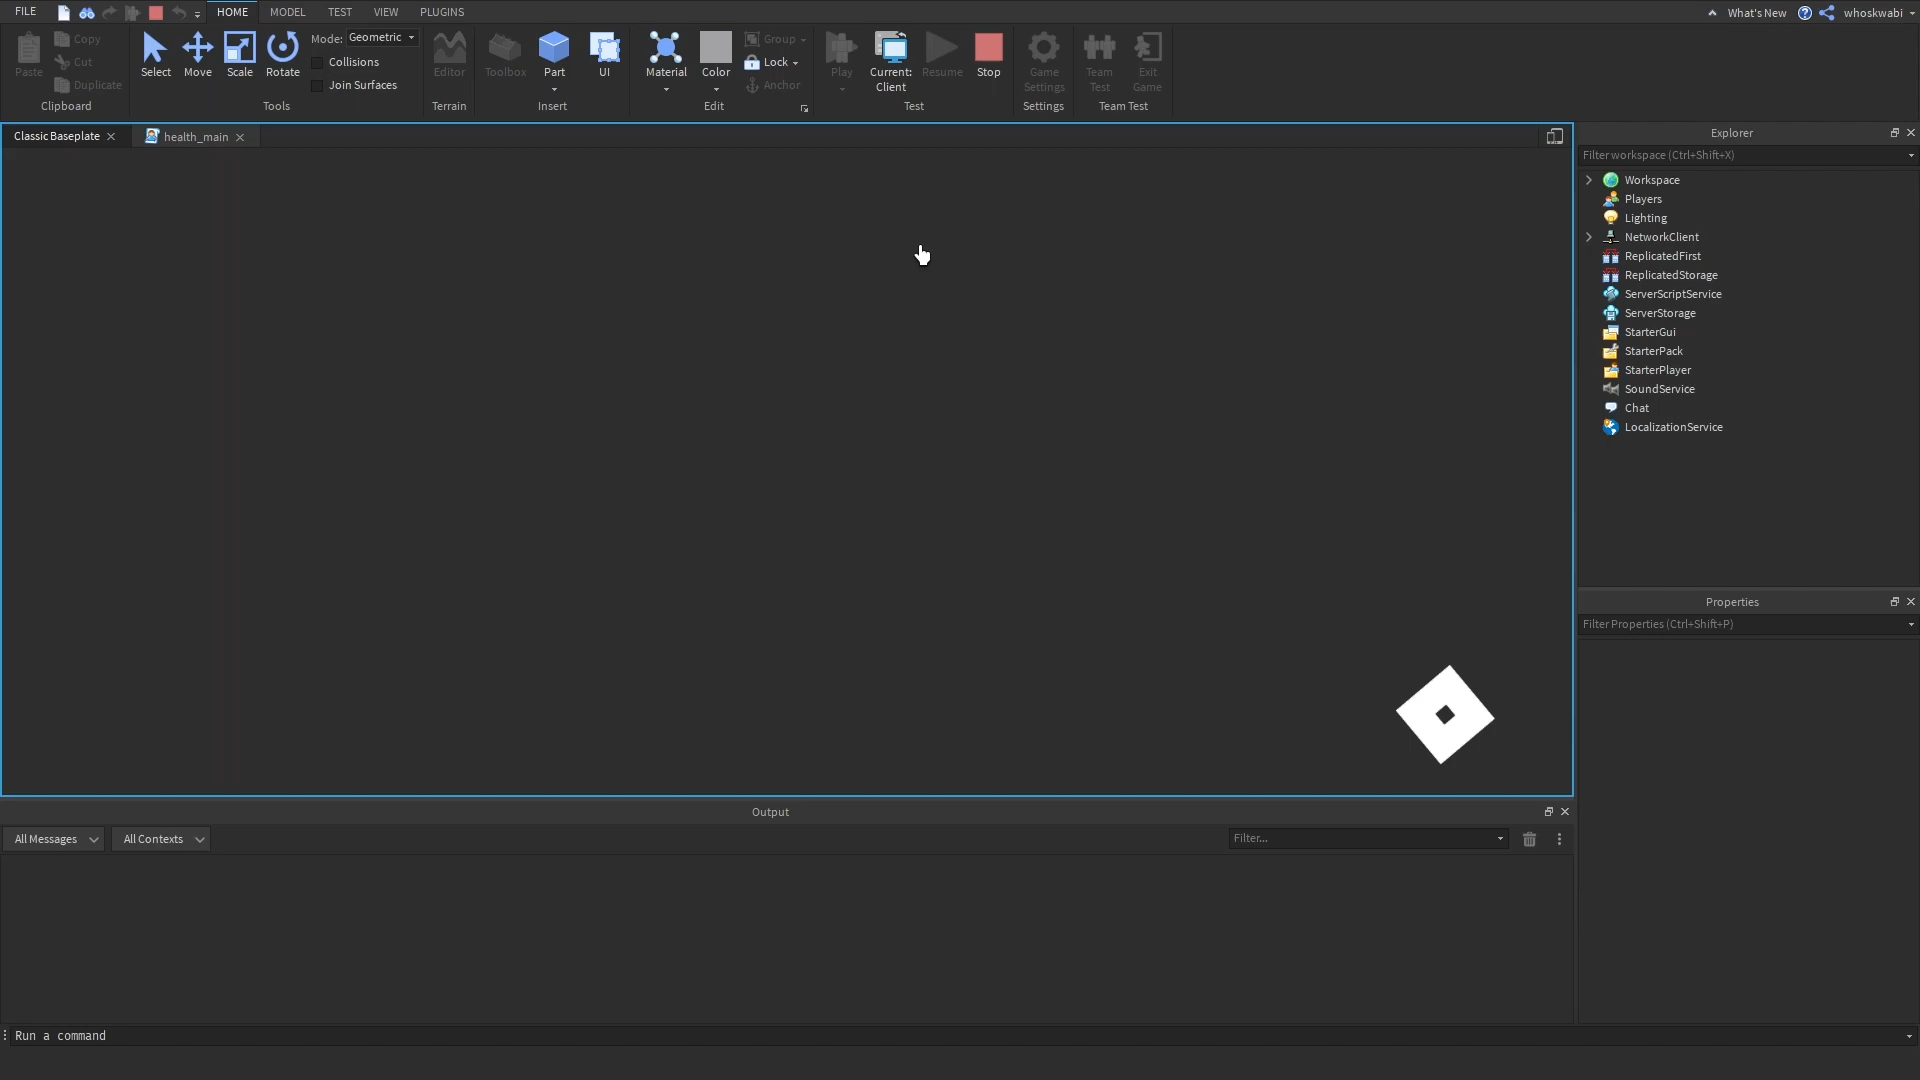 FILE HOME MODEL TEST VIEW PLUGINS What's New whoskwabi
Paste Copy Cut Duplicate Clipboard
Select Move Scale Rotate Mode: Geometric Collisions Join Surfaces Tools
Editor Terrain
Toolbox Part UI Insert
Material Color Group Lock Anchor Edit
Play Current: Client Resume Stop Test
Game Settings Settings
Team Test Exit Game Team Test
Classic Baseplate health_main
Explorer
Filter workspace (Ctrl+Shift+X)
Workspace
Players
Lighting
NetworkClient
ReplicatedFirst
ReplicatedStorage
ServerScriptService
ServerStorage
StarterGui
StarterPack
StarterPlayer
SoundService
Chat
LocalizationService
Properties
Filter Properties (Ctrl+Shift+P)
Output
All Messages All Contexts Filter...
Run a command